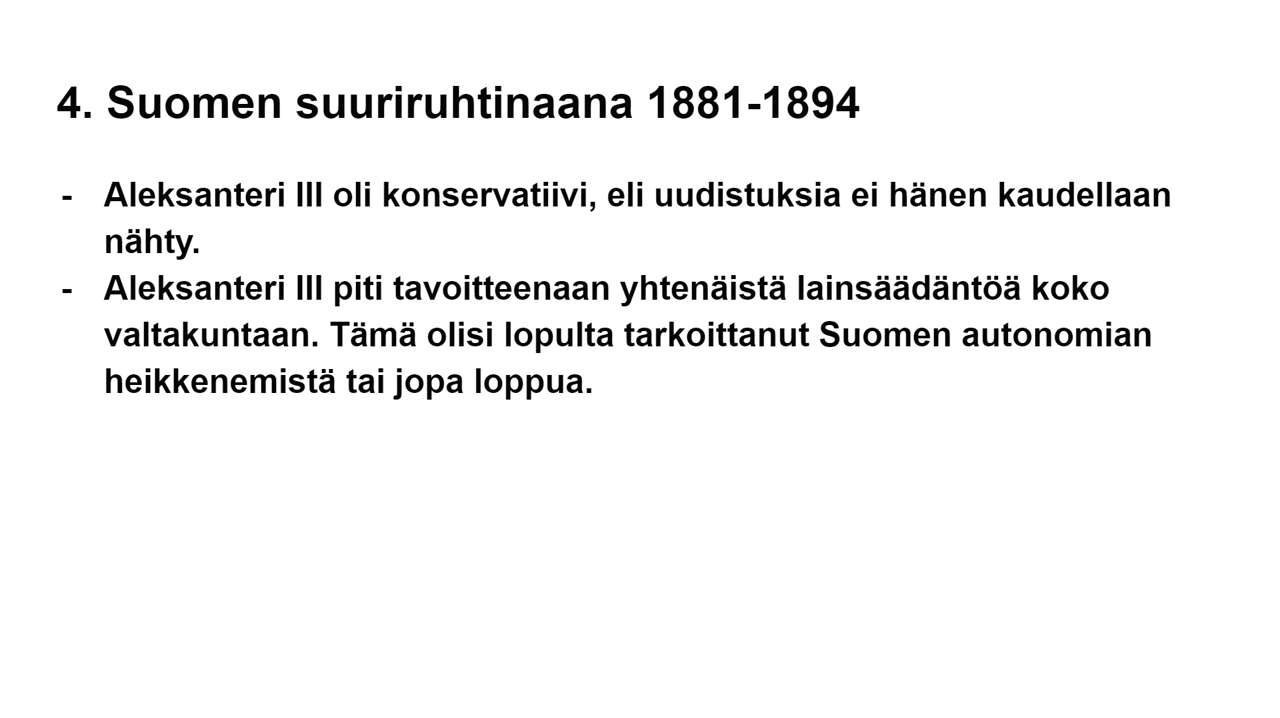 4. Suomen suuriruhtinaana 1881-1894
- Aleksanteri III oli konservatiivi, eli uudistuksia ei hänen kaudellaan
nähty.
- Aleksanteri III piti tavoitteenaan yhtenäistä lainsäädäntöä koko
valtakuntaan. Tämä olisi lopulta tarkoittanut Suomen autonomian
heikkenemistä tai jopa loppua.